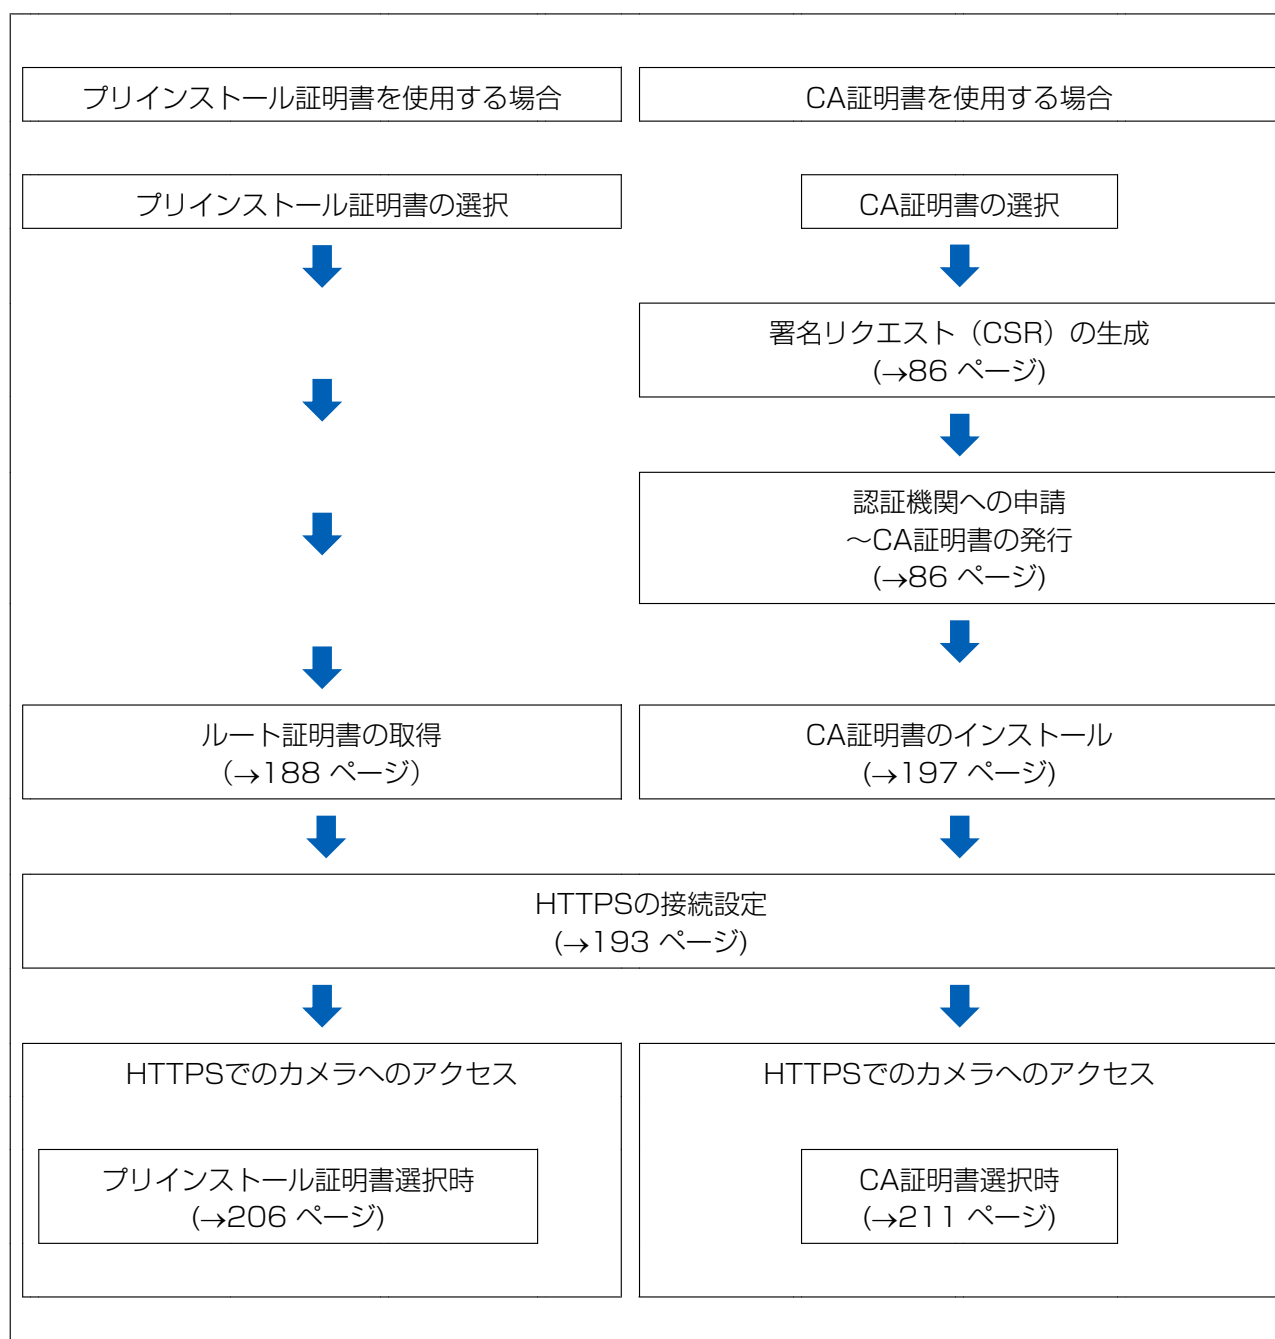 プリインストール証明書を使用する場合
CA証明書を使用する場合
プリインストール証明書の選択
CA証明書の選択
署名リクエスト（CSR）の生成
(→86 ページ)
認証機関への申請
～CA証明書の発行
(→86 ページ)
ルート証明書の取得
（→188 ページ）
CA証明書のインストール
(→197 ページ)
HTTPSの接続設定
(→193 ページ)
HTTPSでのカメラへのアクセス
プリインストール証明書選択時
(→206 ページ)
HTTPSでのカメラへのアクセス
CA証明書選択時
(→211 ページ)